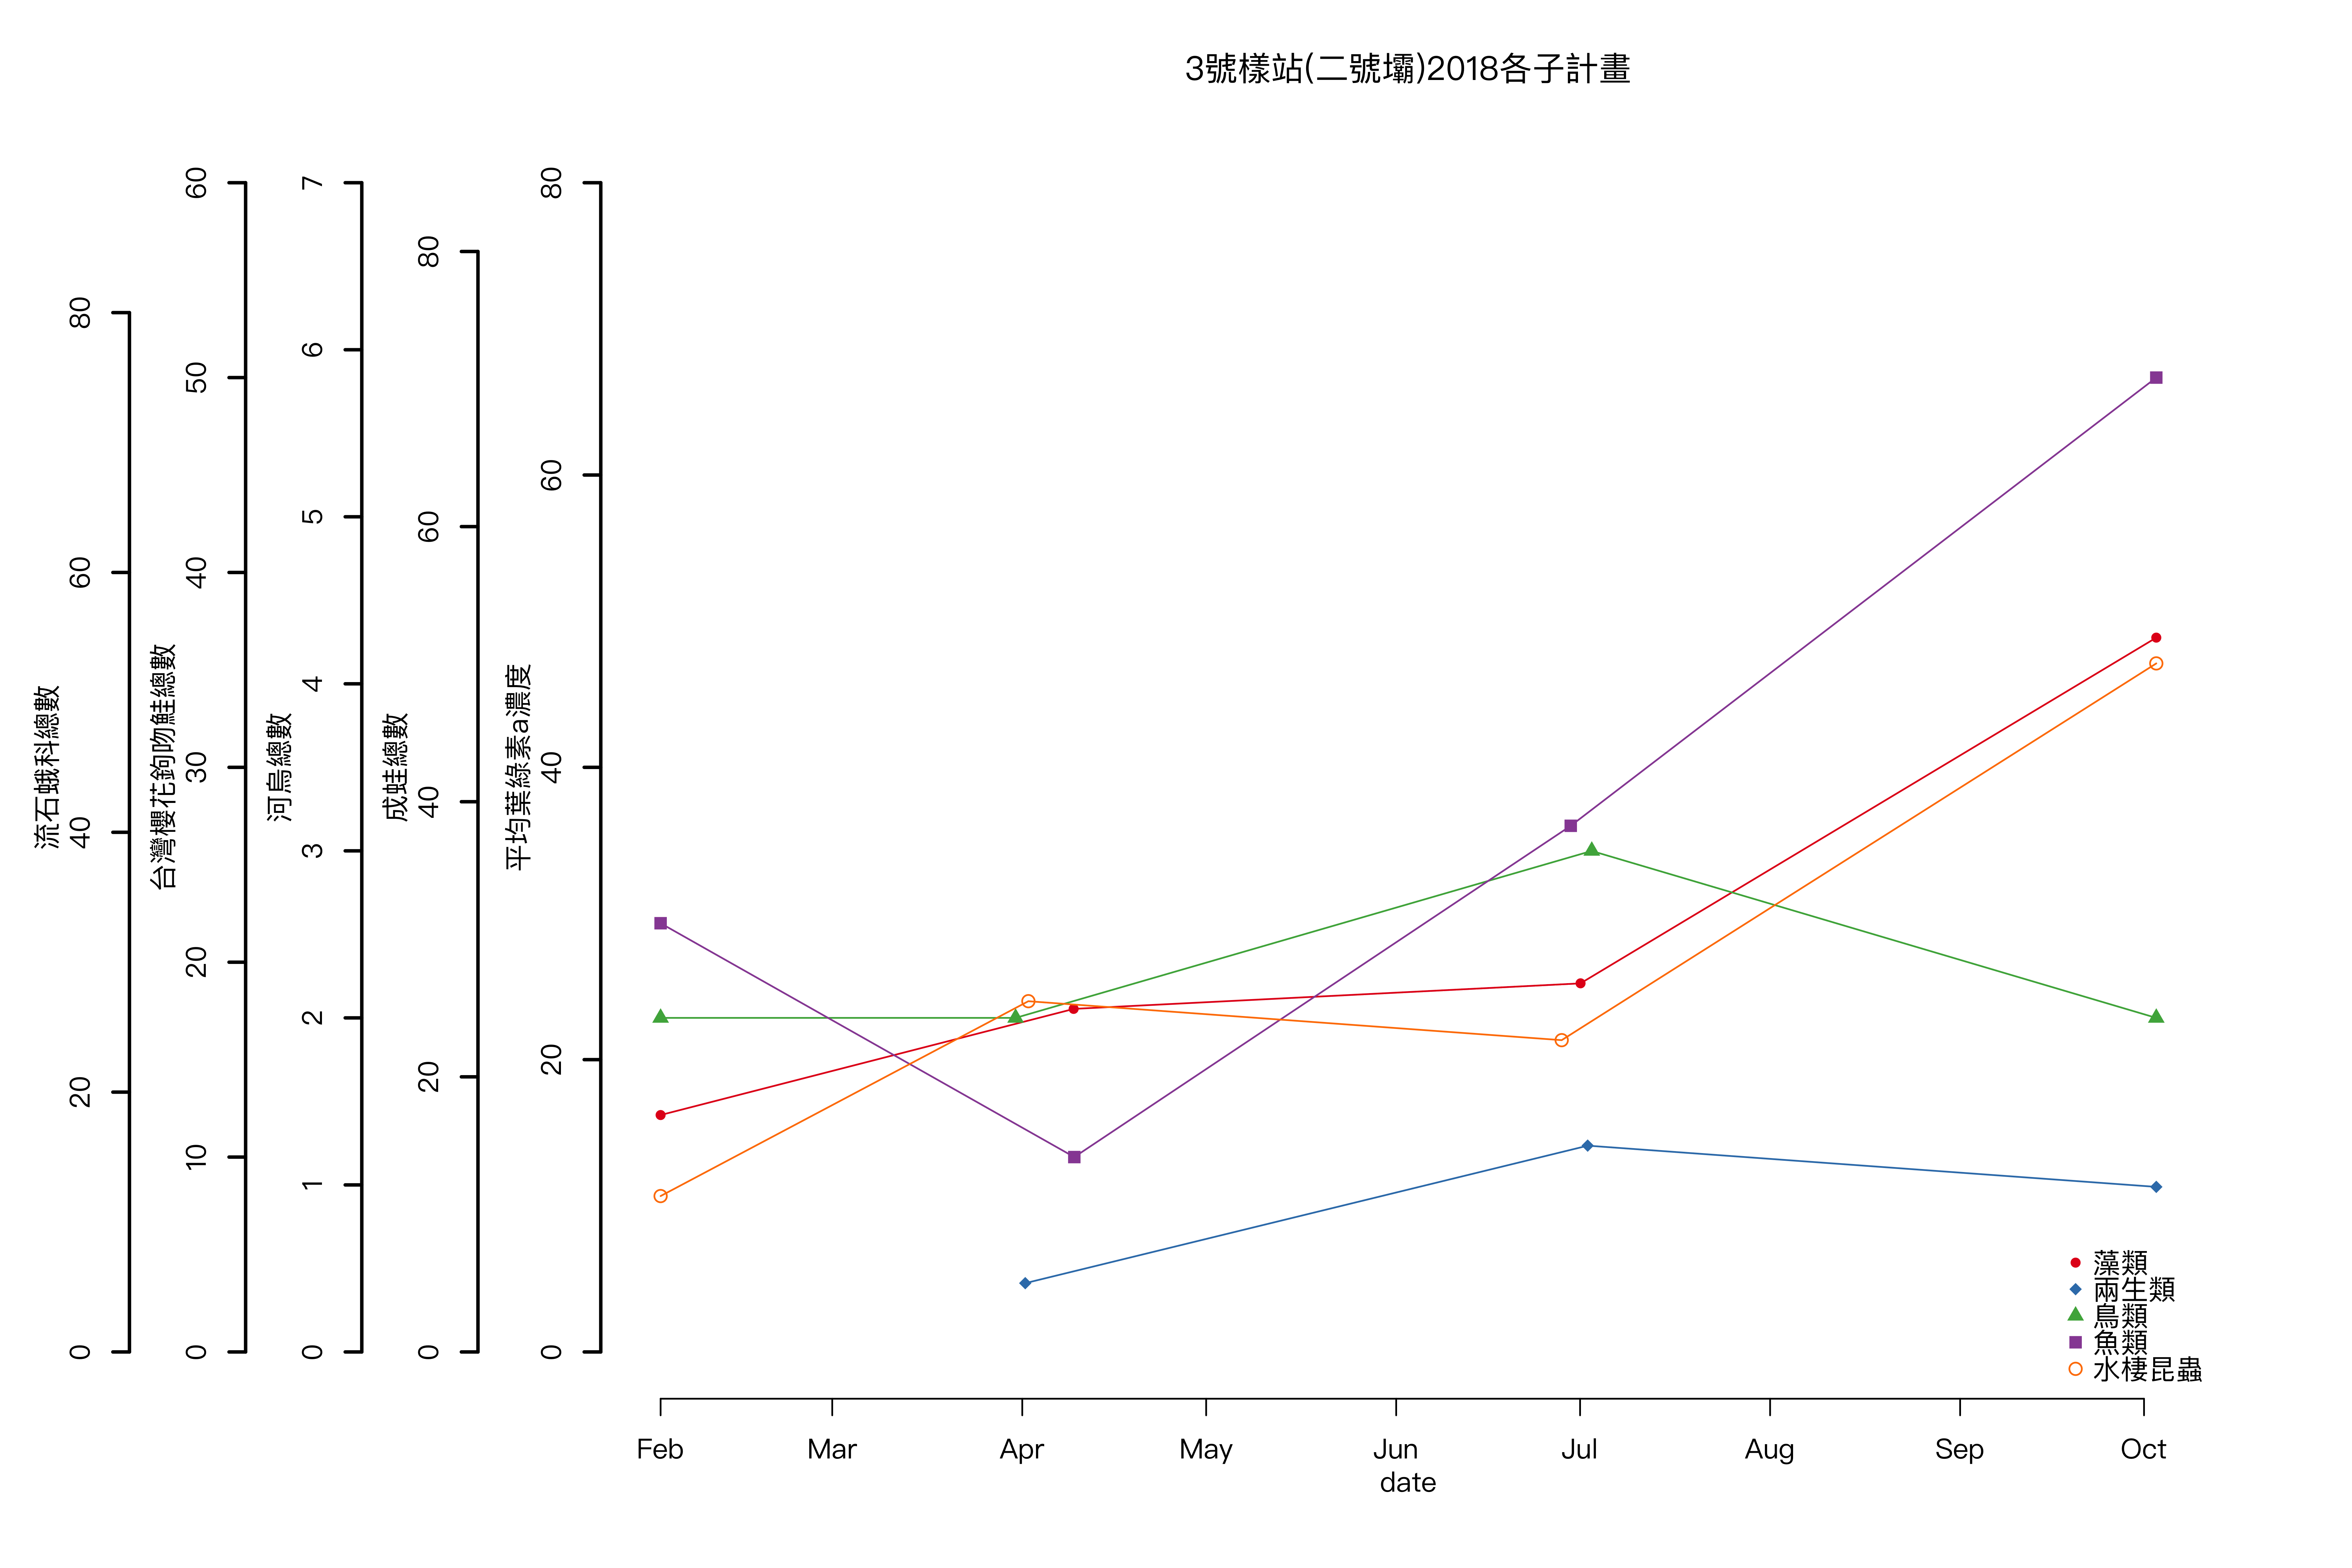 3號樣站(二號壩)2018各子計畫
流石蛾科總數
0 20 40 60 80
台灣櫻花鉤吻鮭總數
0 10 20 30 40 50 60
河烏總數
0 1 2 3 4 5 6 7
成蛙總數
0 20 40 60 80
平均葉綠素a濃度
0 20 40 60 80
藻類
兩生類
鳥類
魚類
水棲昆蟲
Feb Mar Apr May Jun Jul Aug Sep Oct
date